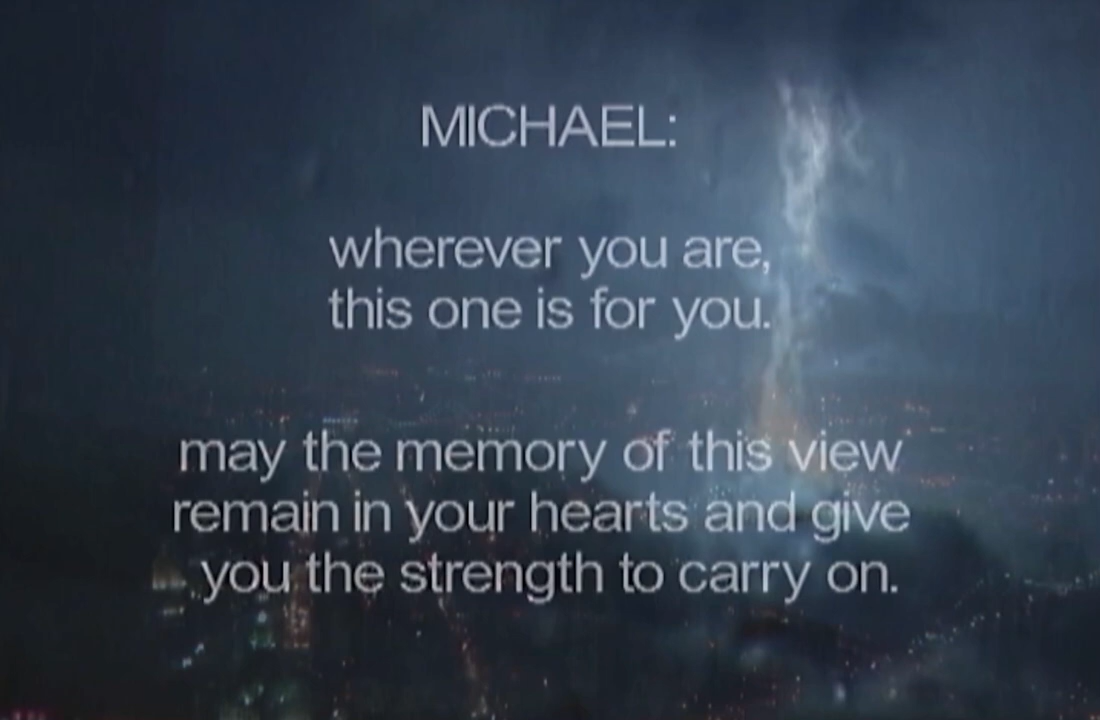 MICHAEL:
wherever you are,
this one is for you.
may the memory of this view
remain in your hearts and give
you the strength to carry on.